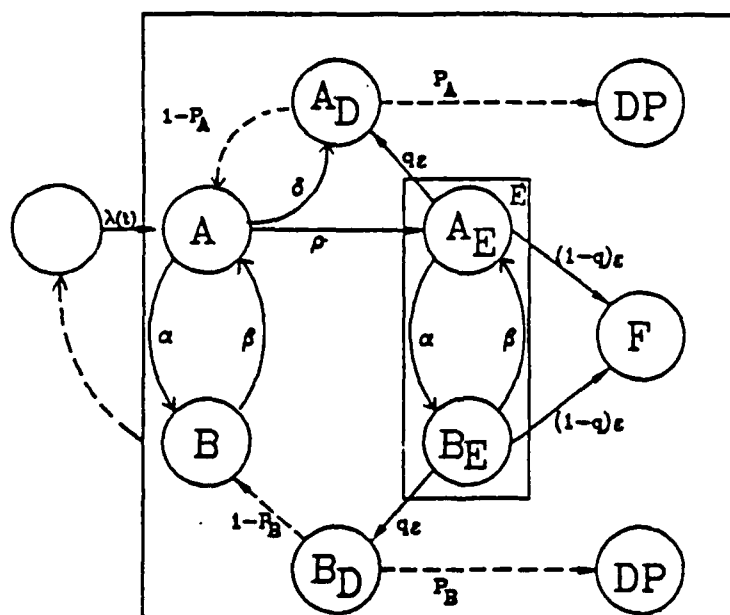 A_D
P_A
DP
1-P_A
qε
δ
E
λ(t)
A
ρ
A_E
(1-q)ε
α
β
α
β
F
B
B_E
(1-q)ε
1-P_B
qε
B_D
P_B
DP